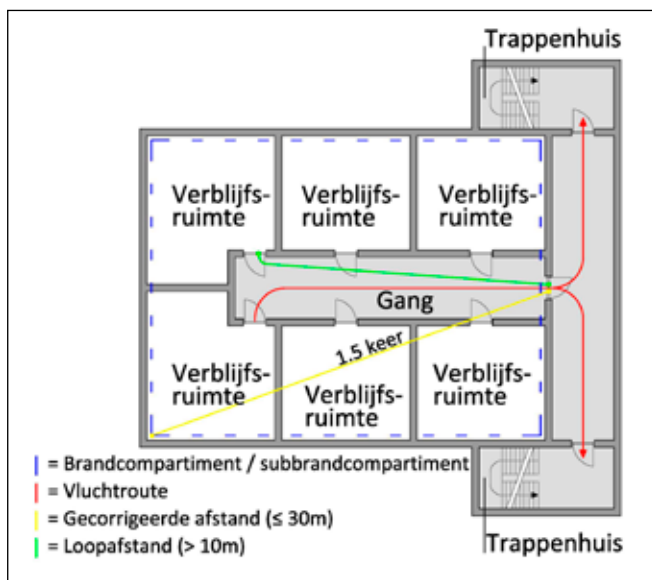 Trappenhuis
Verblijfs-
ruimte
Verblijfs-
ruimte
Verblijfs-
ruimte
Gang
1.5 keer
Verblijfs-
ruimte
Verblijfs-
ruimte
Verblijfs-
ruimte
= Brandcompartiment / subbrandcompartiment
= Vluchtroute
= Gecorrigeerde afstand (≤ 30m)
= Loopafstand (> 10m)
Trappenhuis